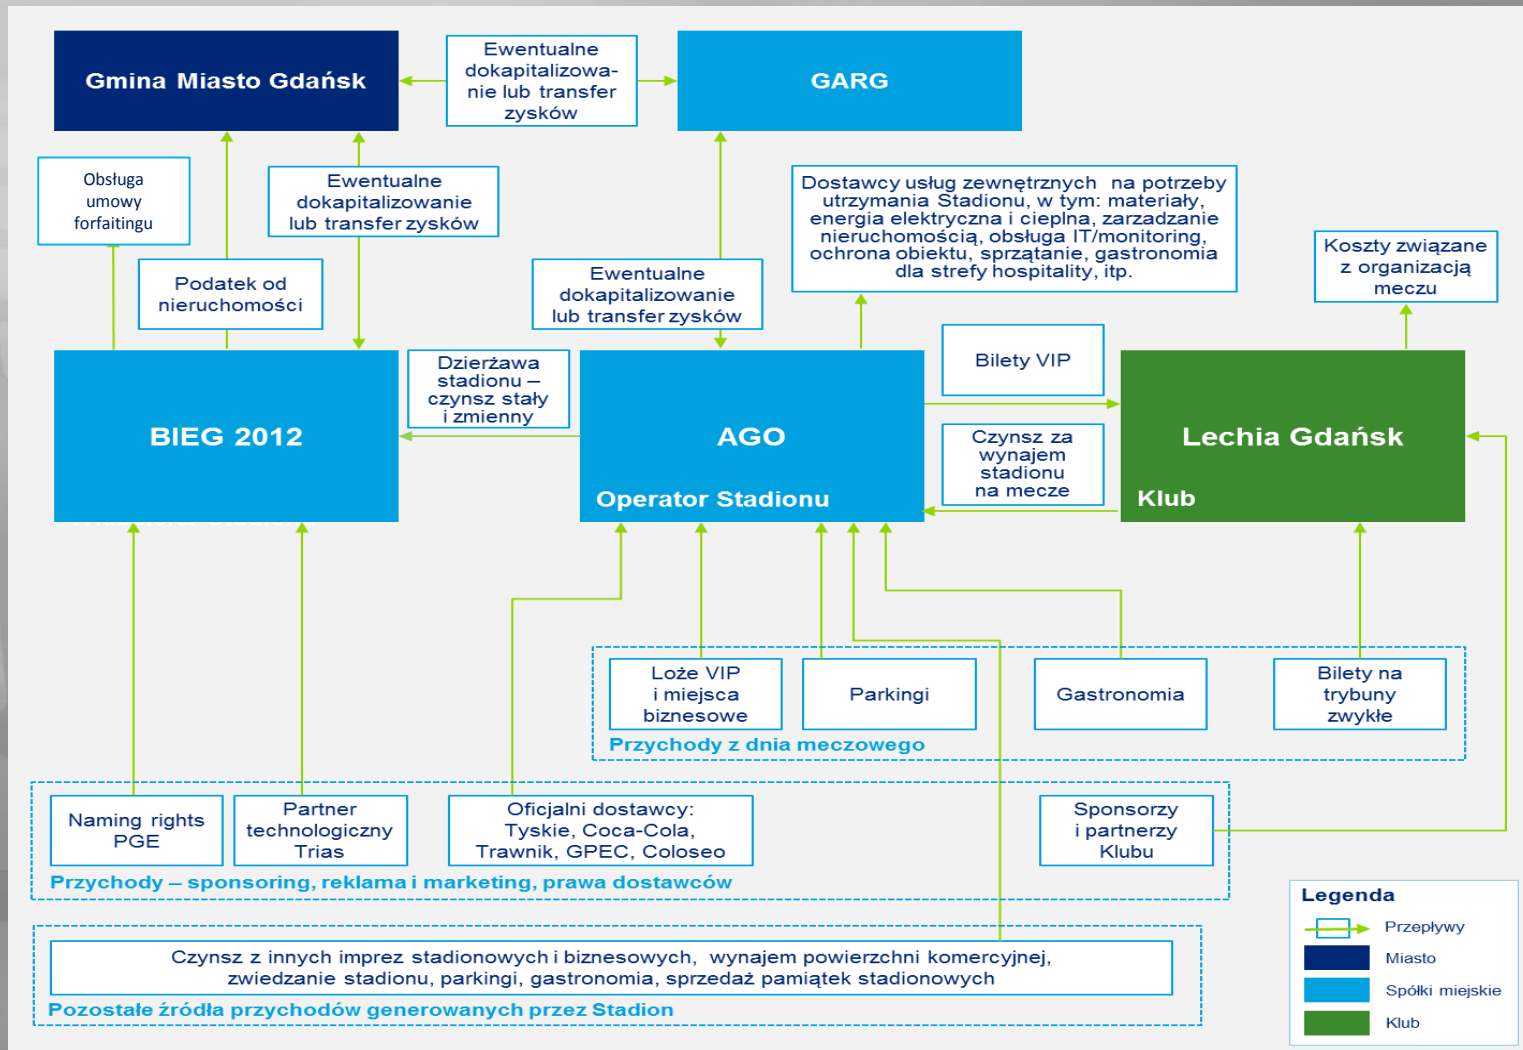 Gmina Miasto Gdańsk
Ewentualne
dokapitalizowa-
nie lub transfer
zysków
GARG
Obsługa
umowy
forfaitingu
Ewentualne
dokapitalizowanie
lub transfer zysków
Podatek od
nieruchomości
Ewentualne
dokapitalizowanie
lub transfer zysków
Dostawcy usług zewnętrznych na potrzeby
utrzymania Stadionu, w tym: materiały,
energia elektryczna i cieplna, zarzadzanie
nieruchomością, obsługa IT/monitoring,
ochrona obiektu, sprzątanie, gastronomia
dla strefy hospitality, itp.
Koszty związane
z organizacją
meczu
BIEG 2012
Dzierżawa
stadionu –
czynsz stały
i zmienny
AGO
Operator Stadionu
Bilety VIP
Czynsz za
wynajem
stadionu
na mecze
Lechia Gdańsk
Klub
Loże VIP
i miejsca
biznesowe
Parkingi
Gastronomia
Bilety na
trybuny
zwykłe
Przychody z dnia meczowego
Naming rights
PGE
Partner
technologiczny
Trias
Oficjalni dostawcy:
Tyskie, Coca-Cola,
Trawnik, GPEC, Coloseo
Sponsorzy
i partnerzy
Klubu
Przychody – sponsoring, reklama i marketing, prawa dostawców
Czynsz z innych imprez stadionowych i biznesowych, wynajem powierzchni komercyjnej,
zwiedzanie stadionu, parkingi, gastronomia, sprzedaż pamiątek stadionowych
Pozostałe źródła przychodów generowanych przez Stadion
Legenda
Przepływy
Miasto
Spółki miejskie
Klub